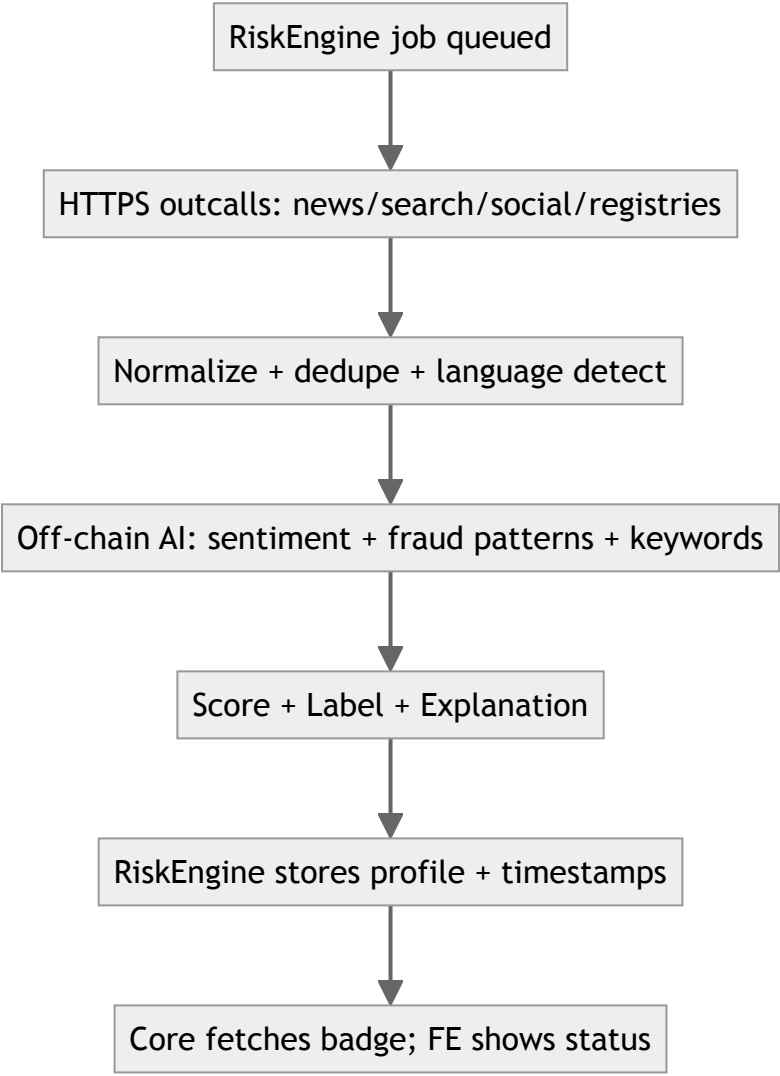 RiskEngine job queued
HTTPS outcalls: news/search/social/registries
Normalize + dedupe + language detect
Off-chain AI: sentiment + fraud patterns + keywords
Score + Label + Explanation
RiskEngine stores profile + timestamps
Core fetches badge; FE shows status